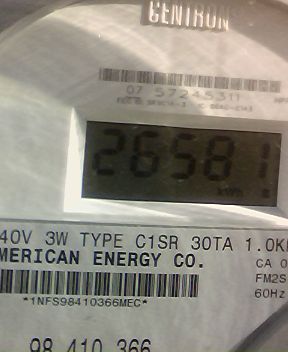 CENTRON
07 57245311
26581
kWh
40V 3W TYPE C1SR 30TA 1.0K
MERICAN ENERGY CO.
CA 0
FM2S
*1NFS98410366MEC*
60Hz
98 410 366